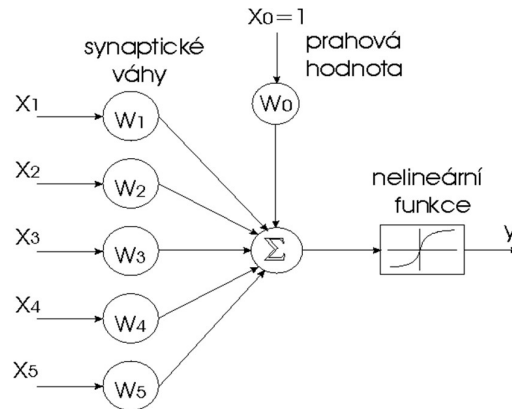 X0=1
synaptické
váhy
prahová
hodnota
X1
W1
W0
X2
W2
nelineární
funkce
X3
W3
Σ
y
X4
W4
X5
W5